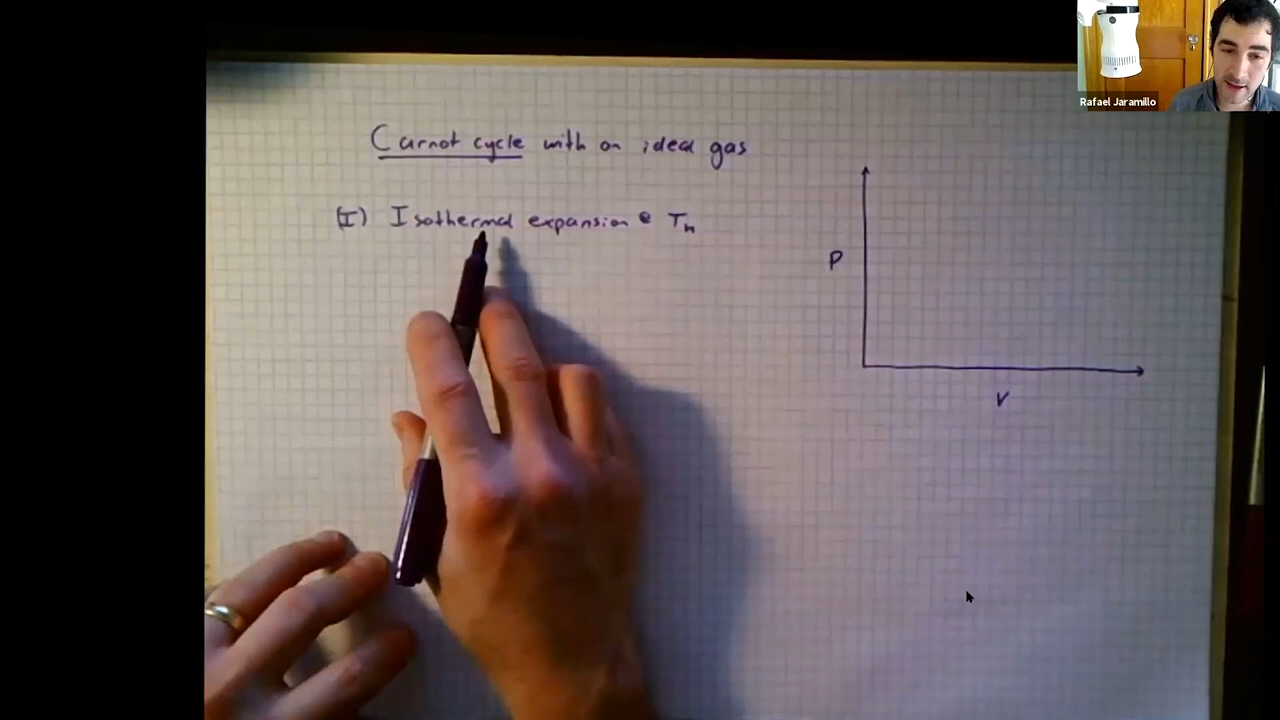 Rafael Jaramillo
Carnot cycle with an ideal gas
(I) Isothermal expansion @ Th
P
V